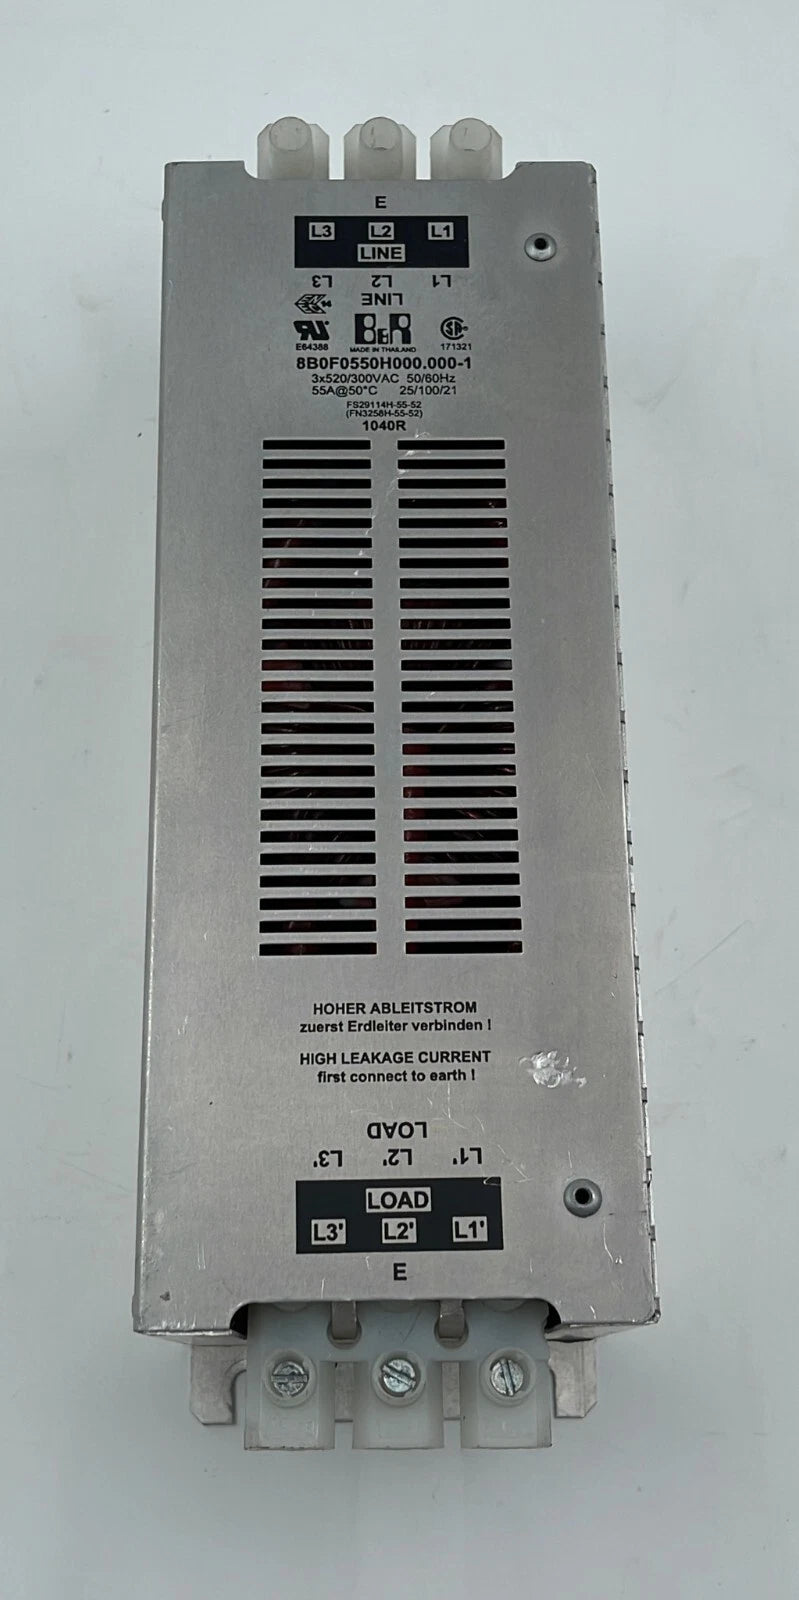 E
L3 L2 L1
LINE
L3 L2 L1
LINE
14
E64388
B&R
MADE IN THAILAND
SA
171321
8B0F0550H000.000-1
3x520/300VAC 50/60Hz
55A@50°C 25/100/21
FS29114H-55-52
(FN3258H-55-52)
1040R
HOHER ABLEITSTROM
zuerst Erdleiter verbinden !
HIGH LEAKAGE CURRENT
first connect to earth !
LOAD
L3' L2' L1'
LOAD
L3' L2' L1'
E